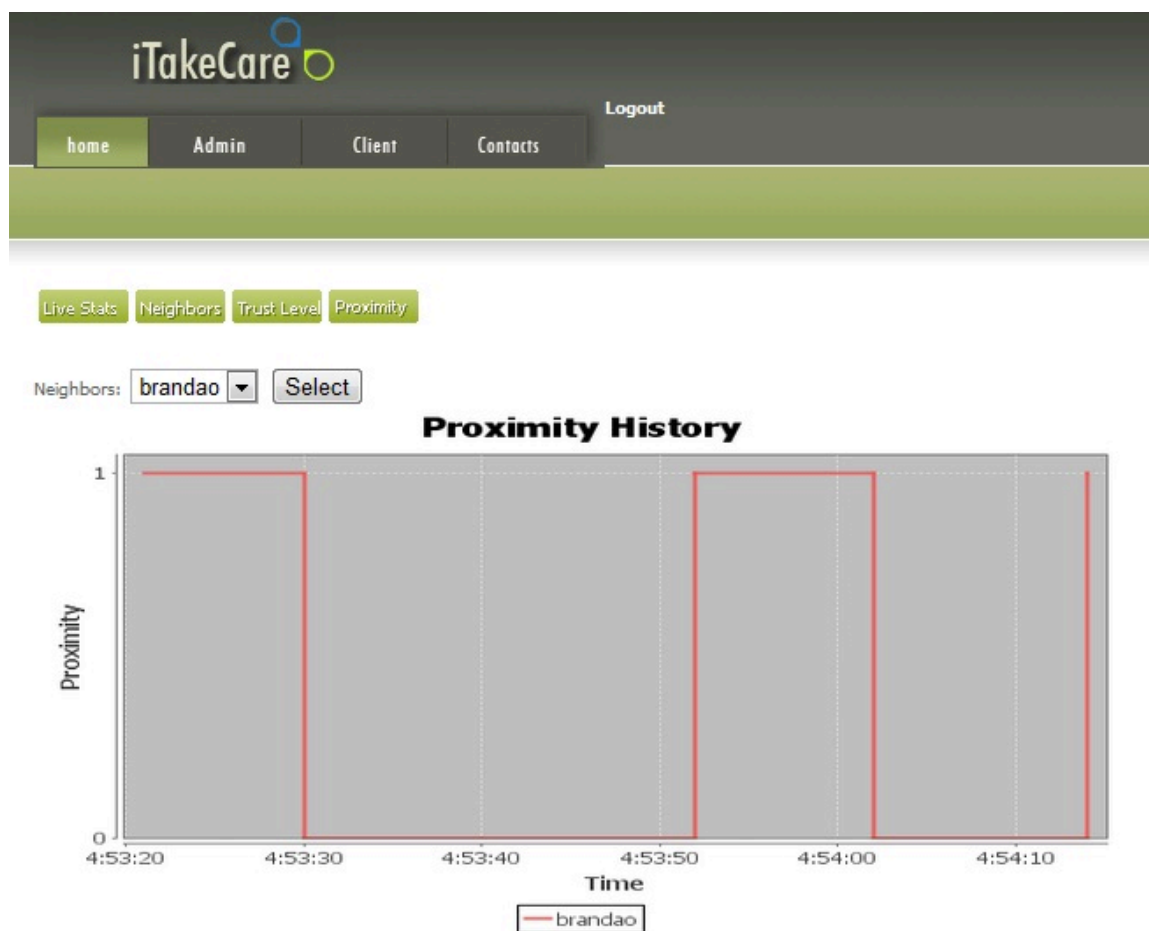 iTakeCare
Logout
home Admin Client Contacts
Live Stats Neighbors Trust Level Proximity
Neighbors: brandao Select
Proximity History
1
Proximity
0
4:53:20 4:53:30 4:53:40 4:53:50 4:54:00 4:54:10
Time
brandao